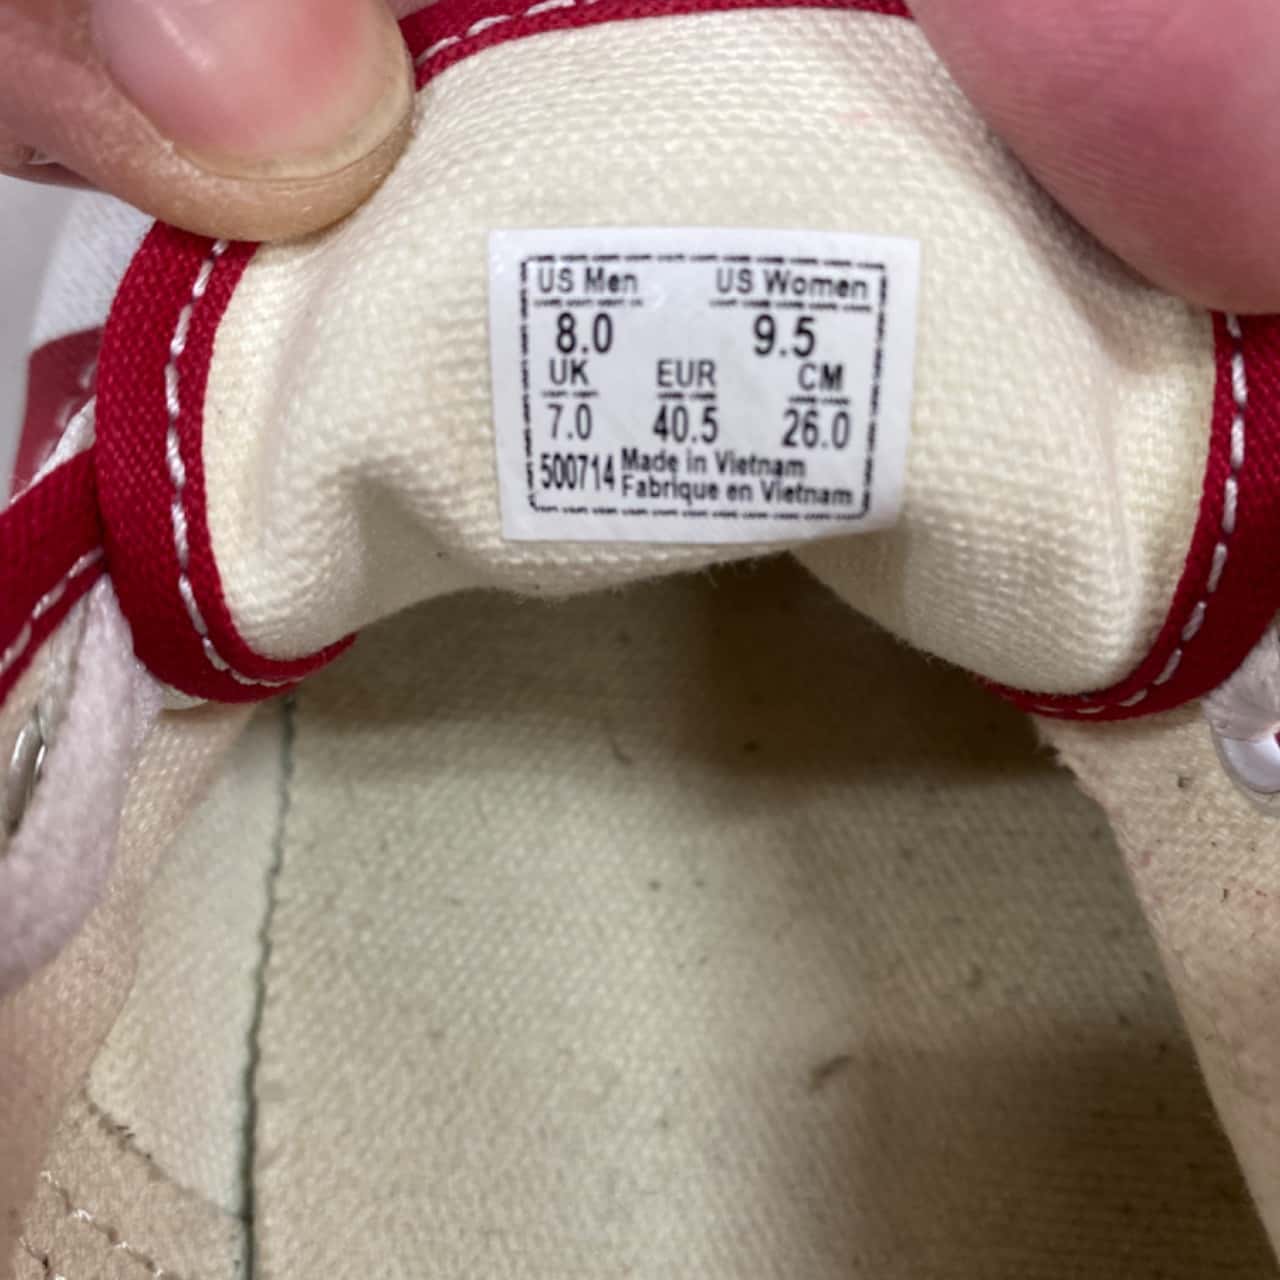 US Men US Women
8.0 9.5
UK EUR CM
7.0 40.5 26.0
500714 Made in Vietnam
Fabrique en Vietnam